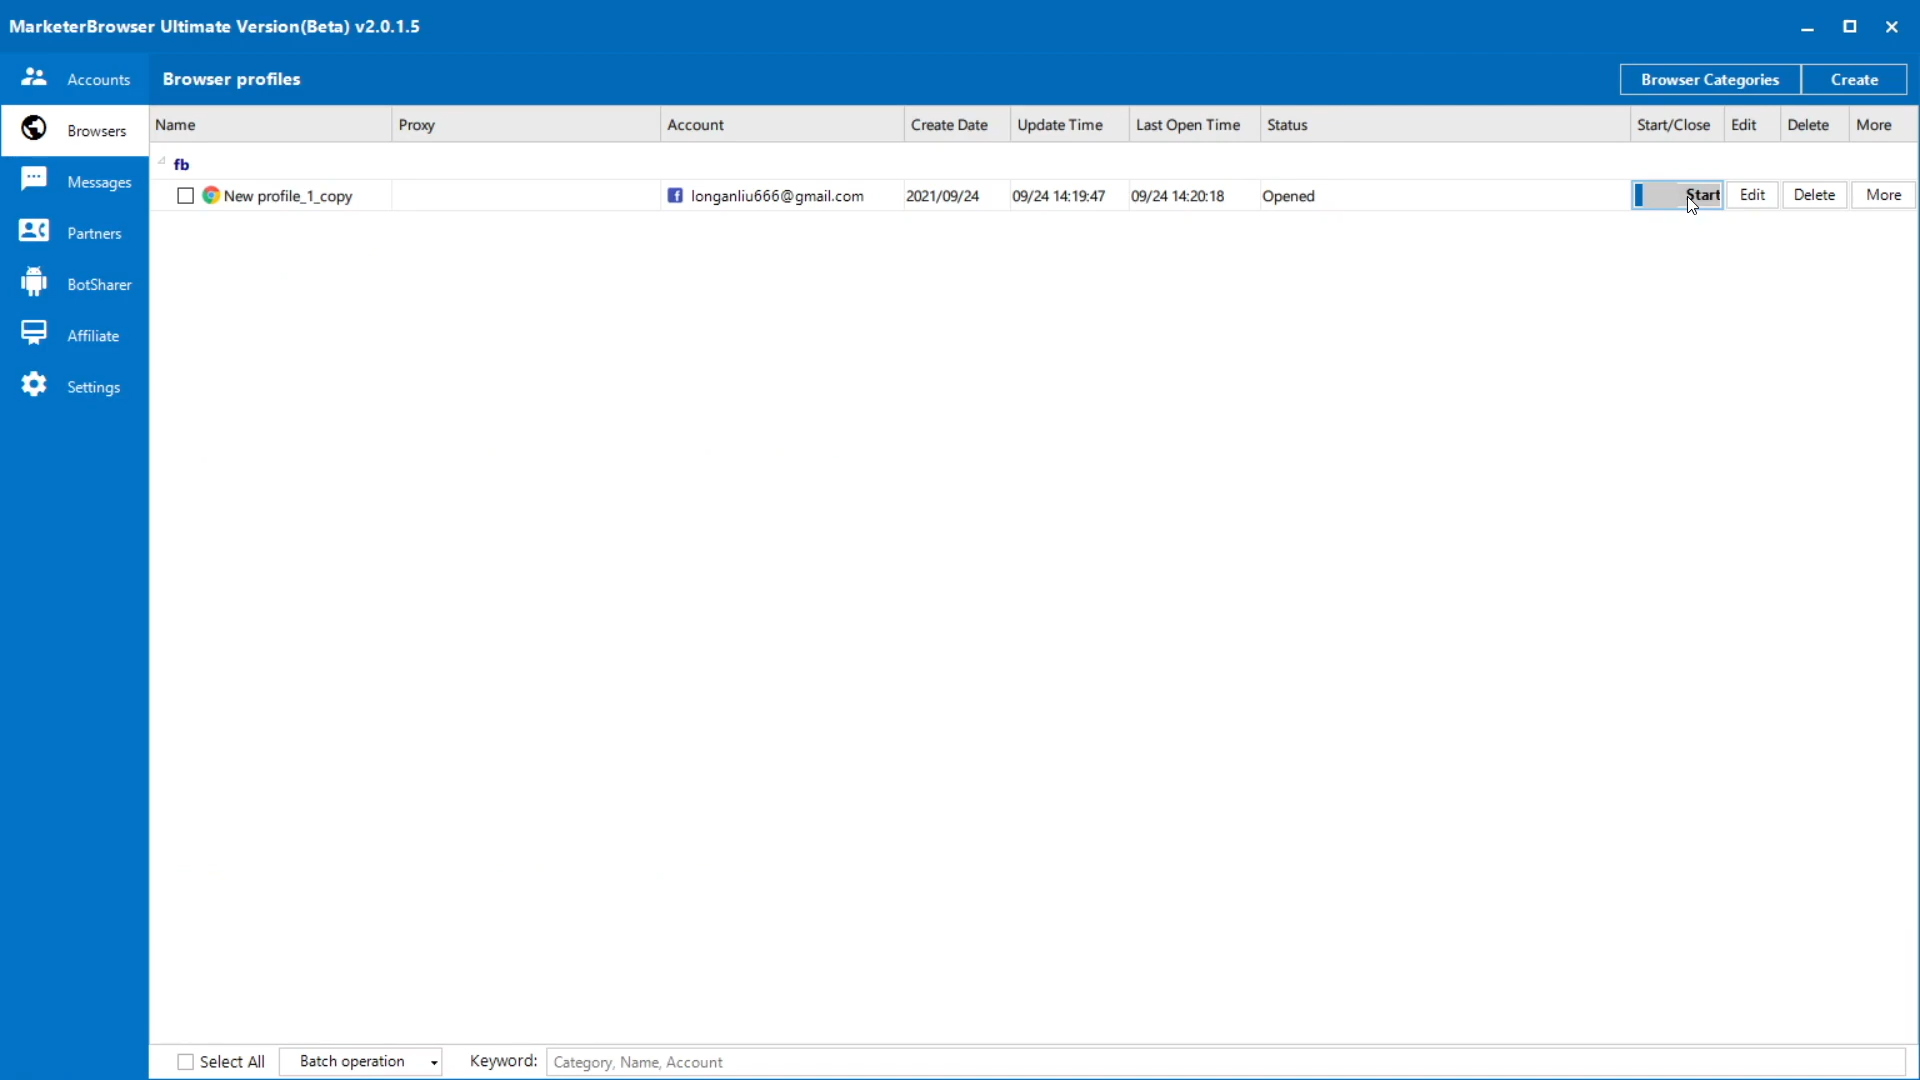 MarketerBrowser Ultimate Version(Beta) v2.0.1.5
Accounts
Browser profiles
Browser Categories
Create
Browsers
Name Proxy Account Create Date Update Time Last Open Time Status Start/Close Edit Delete More
fb
Messages
New profile_1_copy longanliu666@gmail.com 2021/09/24 09/24 14:19:47 09/24 14:20:18 Opened Start Edit Delete More
Partners
BotSharer
Affiliate
Settings
Select All Batch operation Keyword: Category, Name, Account